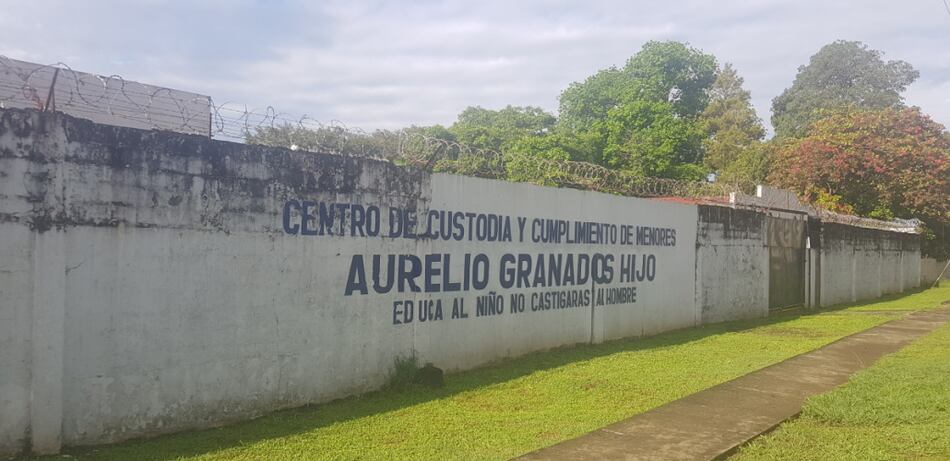 CENTRO DE CUSTODIA Y CUMPLIMIENTO DE MENORES
AURELIO GRANADOS HIJO
EDUCA AL NIÑO NO CASTIGARAS AL HOMBRE